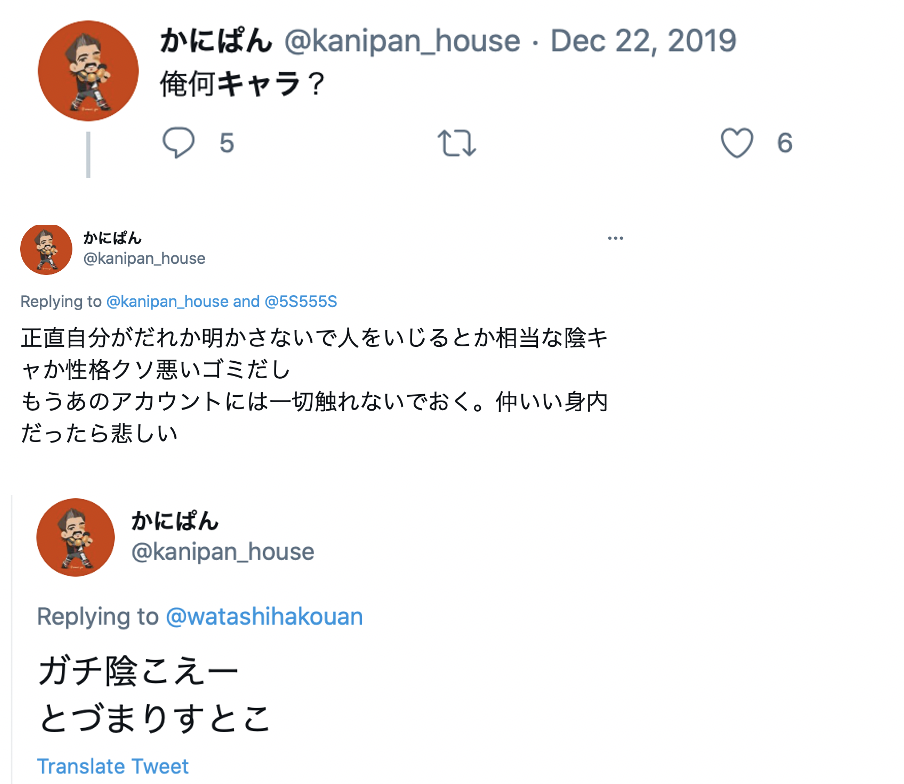 かにぱん @kanipan_house · Dec 22, 2019
俺何キャラ？
5 6
かにぱん
@kanipan_house
Replying to @kanipan_house and @5S555S
正直自分がだれか明かさないで人をいじるとか相当な陰キ
ャか性格クソ悪いゴミだし
もうあのアカウントには一切触れないでおく。仲いい身内
だったら悲しい
かにぱん
@kanipan_house
Replying to @watashihakouan
ガチ陰こえー
とづまりすとこ
Translate Tweet